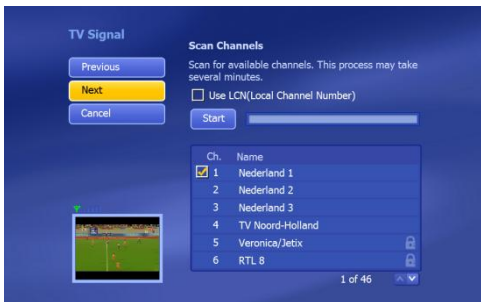 TV Signal
Previous
Next
Cancel
Scan Channels
Scan for available channels. This process may take
several minutes.
Use LCN(Local Channel Number)
Start
Ch. Name
1 Nederland 1
2 Nederland 2
3 Nederland 3
4 TV Noord-Holland
5 Veronica/Jetix
6 RTL 8
1 of 46